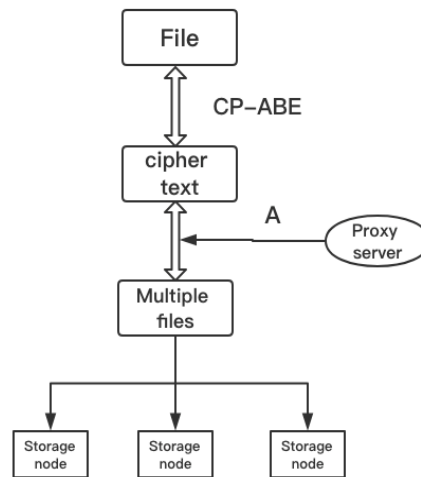 File
CP-ABE
cipher
text
A
Proxy
server
Multiple
files
Storage
node
Storage
node
Storage
node